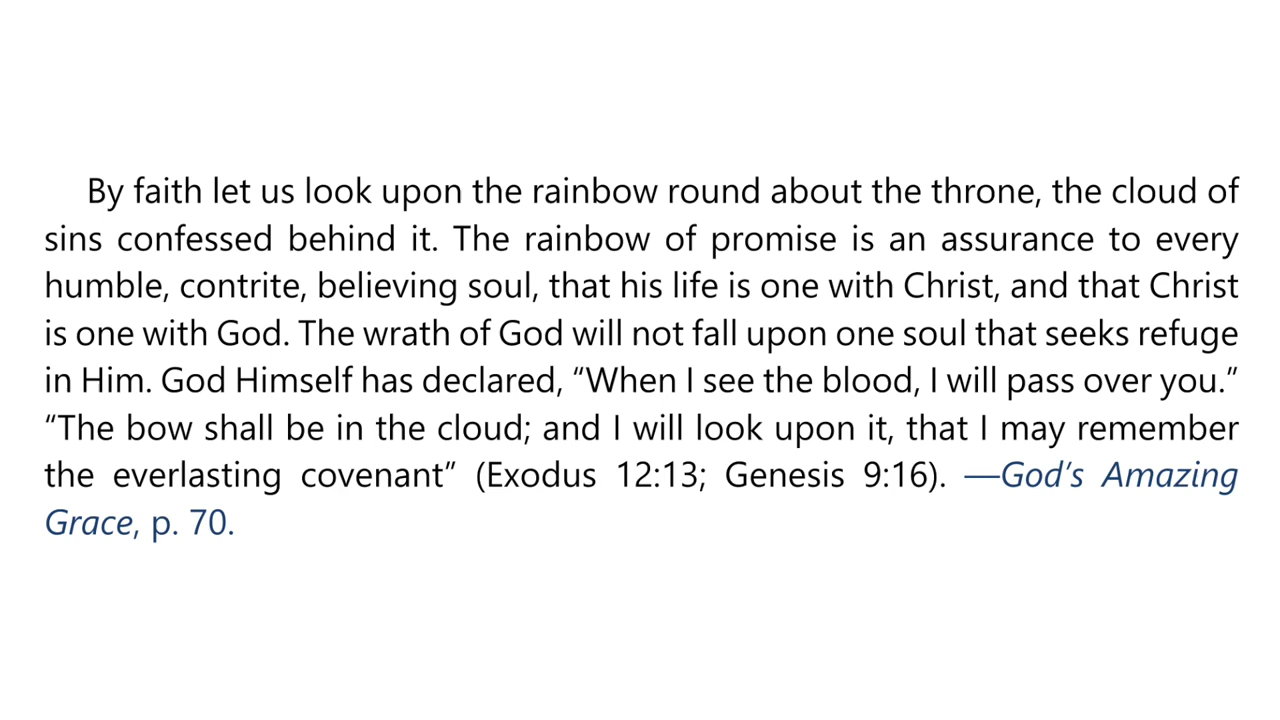 By faith let us look upon the rainbow round about the throne, the cloud of
sins confessed behind it. The rainbow of promise is an assurance to every
humble, contrite, believing soul, that his life is one with Christ, and that Christ
is one with God. The wrath of God will not fall upon one soul that seeks refuge
in Him. God Himself has declared, “When I see the blood, I will pass over you.”
“The bow shall be in the cloud; and I will look upon it, that I may remember
the everlasting covenant” (Exodus 12:13; Genesis 9:16). —God’s Amazing
Grace, p. 70.